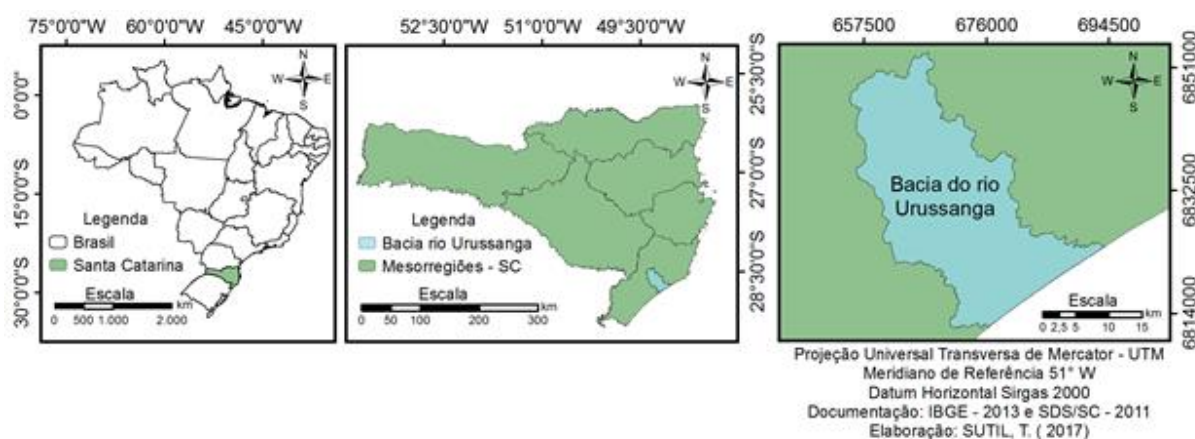 75°0'0"W 60°0'0"W 45°0'0"W
0°0'0"
15°0'0"S
30°0'0"S
N
W E
S
Legenda
Brasil
Santa Catarina
Escala
km
0 500 1.000 2.000
52°30'0"W 51°0'0"W 49°30'0"W
25°30'0"S
27°0'0"S
28°30'0"S
N
W E
S
Legenda
Bacia rio Urussanga
Mesorregiões - SC
Escala
km
0 50 100 200 300
6575000 676000 694500
6851000
6832500
6814000
N
W E
S
Bacia do rio
Urussanga
Escala
km
0 2,5 5 10 15
Projeção Universal Transversa de Mercator - UTM
Meridiano de Referência 51° W
Datum Horizontal Sirgas 2000
Documentação: IBGE - 2013 e SDS/SC - 2011
Elaboração: SUTIL, T. ( 2017)